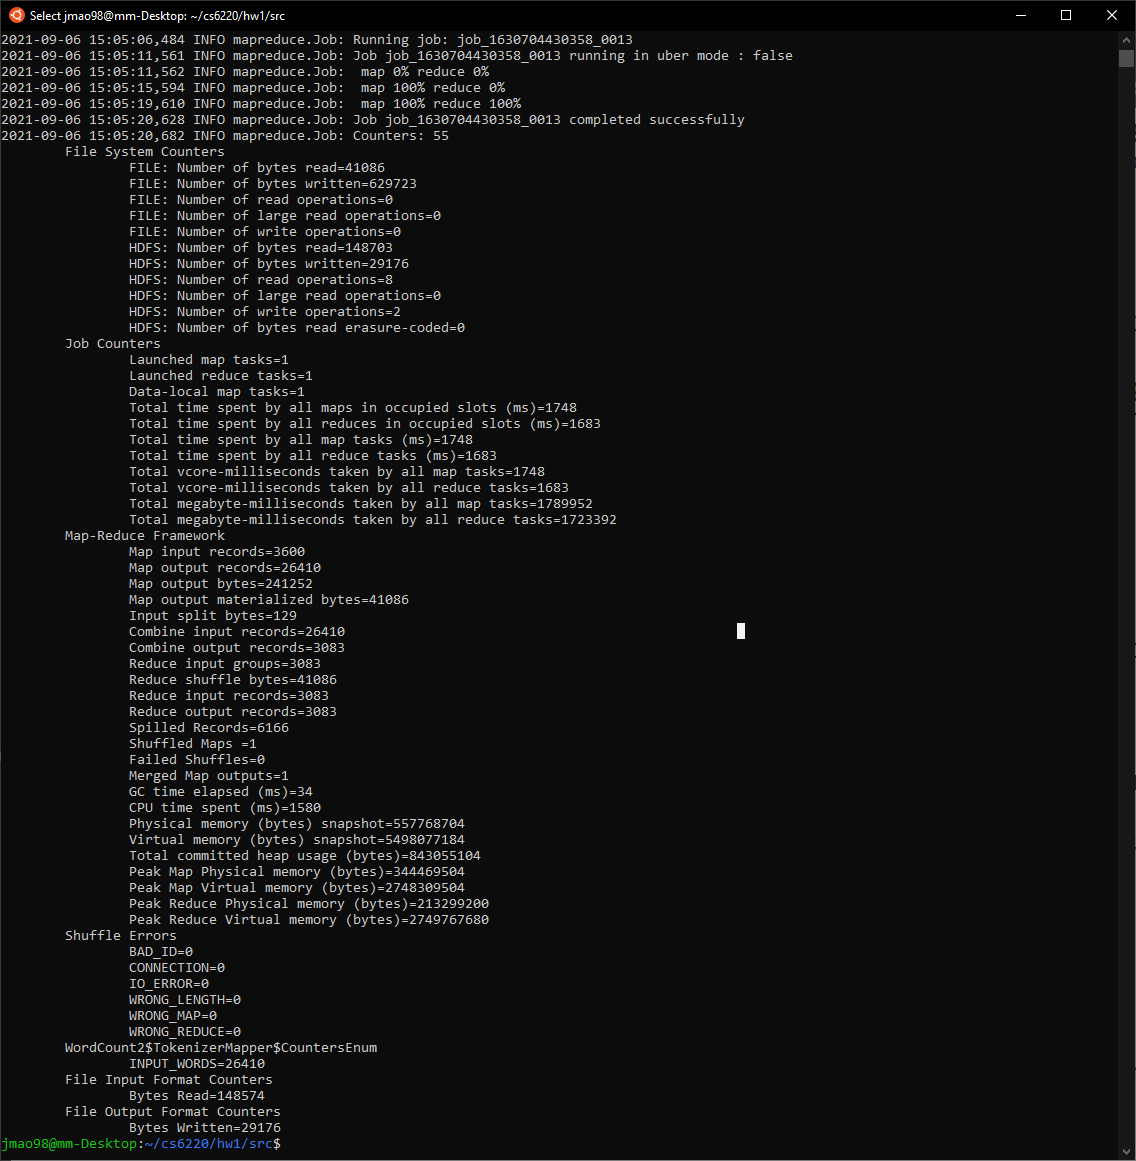 Select jmao98@mm-Desktop: ~/cs6220/hw1/src
2021-09-06 15:05:06,484 INFO mapreduce.Job: Running job: job_1630704430358_0013
2021-09-06 15:05:11,561 INFO mapreduce.Job: Job job_1630704430358_0013 running in uber mode : false
2021-09-06 15:05:11,562 INFO mapreduce.Job:  map 0% reduce 0%
2021-09-06 15:05:15,594 INFO mapreduce.Job:  map 100% reduce 0%
2021-09-06 15:05:19,610 INFO mapreduce.Job:  map 100% reduce 100%
2021-09-06 15:05:20,628 INFO mapreduce.Job: Job job_1630704430358_0013 completed successfully
2021-09-06 15:05:20,682 INFO mapreduce.Job: Counters: 55
File System Counters
FILE: Number of bytes read=41086
FILE: Number of bytes written=629723
FILE: Number of read operations=0
FILE: Number of large read operations=0
FILE: Number of write operations=0
HDFS: Number of bytes read=148703
HDFS: Number of bytes written=29176
HDFS: Number of read operations=8
HDFS: Number of large read operations=0
HDFS: Number of write operations=2
HDFS: Number of bytes read erasure-coded=0
Job Counters
Launched map tasks=1
Launched reduce tasks=1
Data-local map tasks=1
Total time spent by all maps in occupied slots (ms)=1748
Total time spent by all reduces in occupied slots (ms)=1683
Total time spent by all map tasks (ms)=1748
Total time spent by all reduce tasks (ms)=1683
Total vcore-milliseconds taken by all map tasks=1748
Total vcore-milliseconds taken by all reduce tasks=1683
Total megabyte-milliseconds taken by all map tasks=1789952
Total megabyte-milliseconds taken by all reduce tasks=1723392
Map-Reduce Framework
Map input records=3600
Map output records=26410
Map output bytes=241252
Map output materialized bytes=41086
Input split bytes=129
Combine input records=26410
Combine output records=3083
Reduce input groups=3083
Reduce shuffle bytes=41086
Reduce input records=3083
Reduce output records=3083
Spilled Records=6166
Shuffled Maps =1
Failed Shuffles=0
Merged Map outputs=1
GC time elapsed (ms)=34
CPU time spent (ms)=1580
Physical memory (bytes) snapshot=557768704
Virtual memory (bytes) snapshot=5498077184
Total committed heap usage (bytes)=843055104
Peak Map Physical memory (bytes)=344469504
Peak Map Virtual memory (bytes)=2748309504
Peak Reduce Physical memory (bytes)=213299200
Peak Reduce Virtual memory (bytes)=2749767680
Shuffle Errors
BAD_ID=0
CONNECTION=0
IO_ERROR=0
WRONG_LENGTH=0
WRONG_MAP=0
WRONG_REDUCE=0
WordCount2$TokenizerMapper$CountersEnum
INPUT_WORDS=26410
File Input Format Counters
Bytes Read=148574
File Output Format Counters
Bytes Written=29176
jmao98@mm-Desktop:~/cs6220/hw1/src$